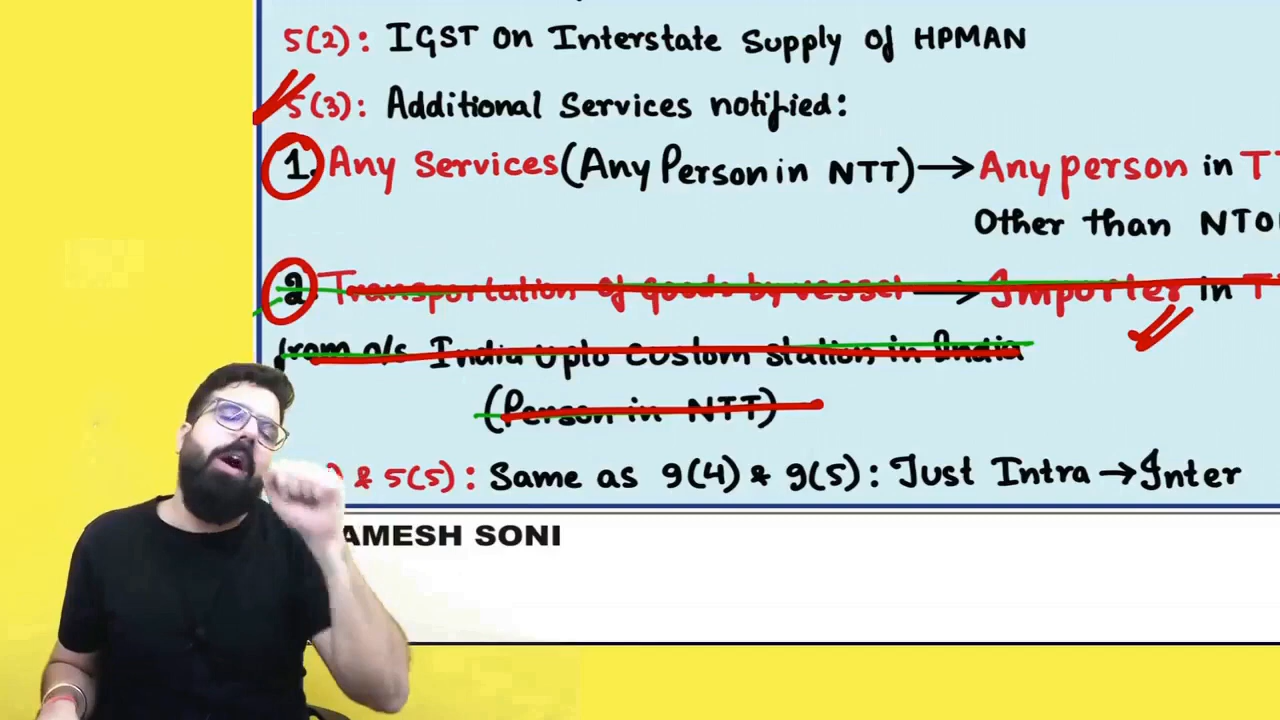 5(2): IGST on Interstate Supply of HPMAN
5(3): Additional Services notified:
1. Any Services (Any Person in NTT) → Any person in
Other than
2. Transportation of goods by vessel → Importer in
from o/s India upto custom station in India
(Person in NTT)
& 5(5): Same as 9(4) & 9(5): Just Intra → Inter
AMESH SONI